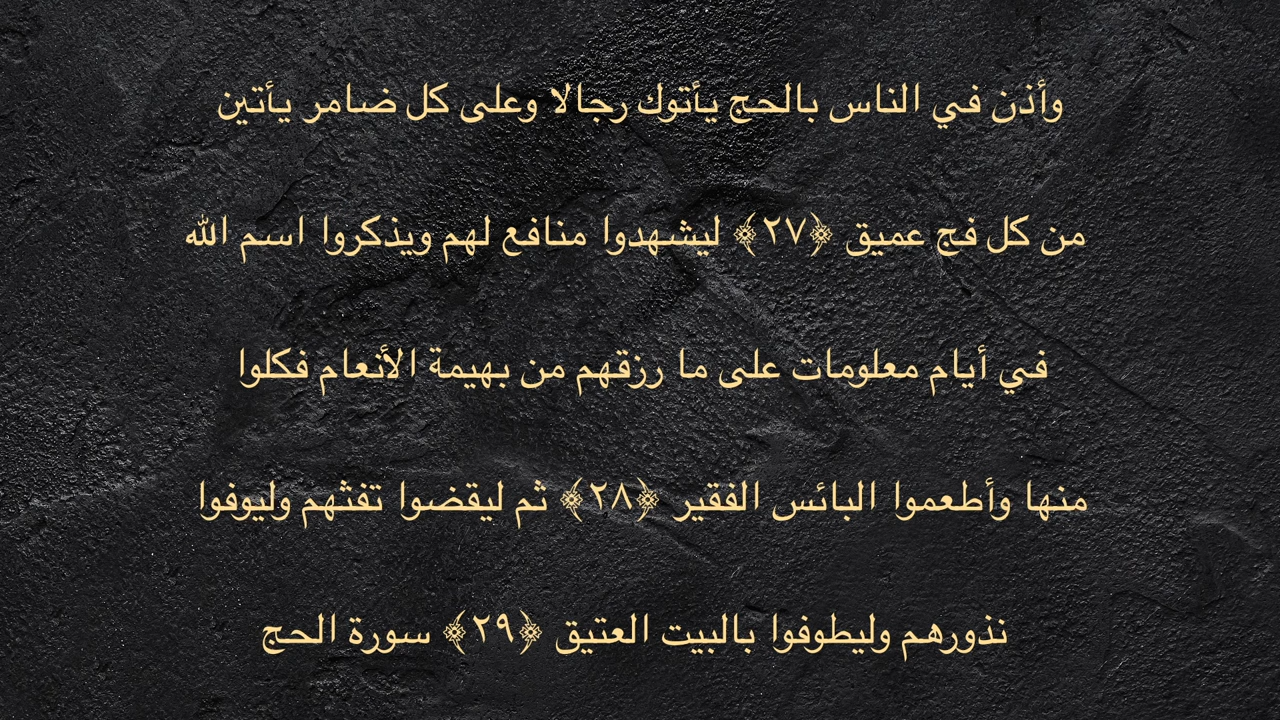 وأذن في الناس بالحج يأتوك رجالا وعلى كل ضامر يأتين
من كل فج عميق ﴿٢٧﴾ ليشهدوا منافع لهم ويذكروا اسم الله
في أيام معلومات على ما رزقهم من بهيمة الأنعام فكلوا
منها وأطعموا البائس الفقير ﴿٢٨﴾ ثم ليقضوا تفثهم وليوفوا
نذورهم وليطوفوا بالبيت العتيق ﴿٢٩﴾ سورة الحج